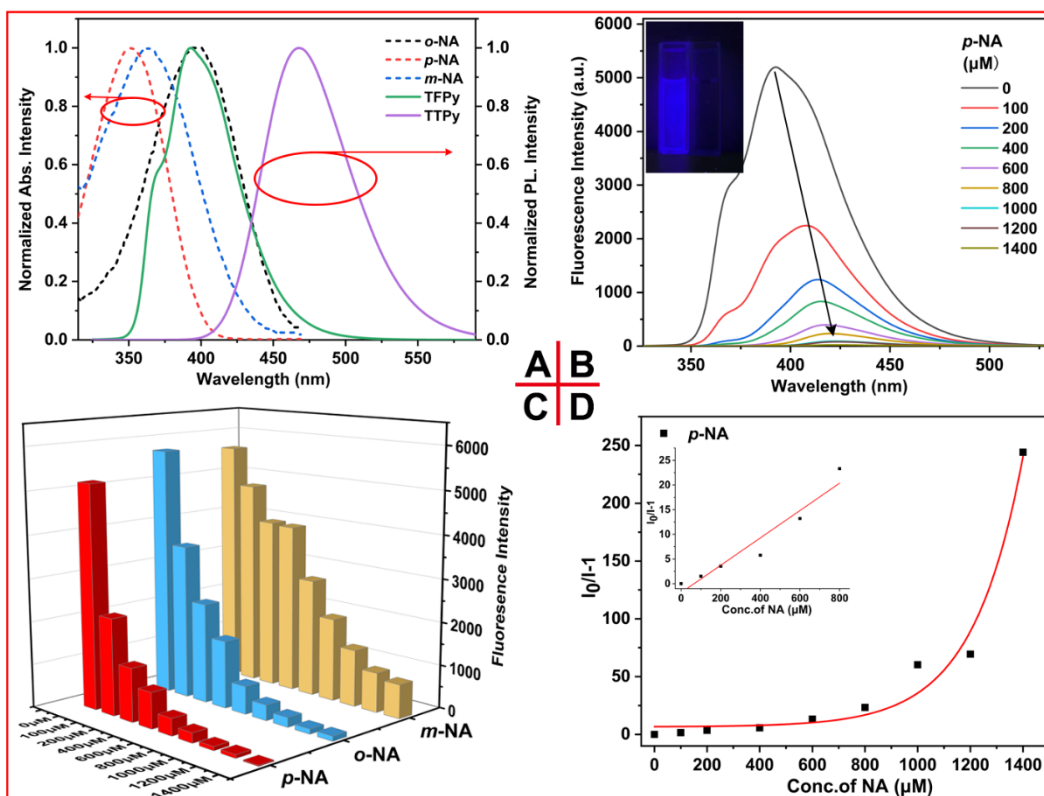 1.0
0.8
0.6
0.4
0.2
0.0
Normalized Abs. Intensity
350 400 450 500 550
Wavelength (nm)
1.0
0.8
0.6
0.4
0.2
0.0
Normalized PL. Intensity
o-NA
p-NA
m-NA
TFPy
TTPy
6000
5000
4000
3000
2000
1000
0
Fluorescence Intensity (a.u.)
350 400 450 500
Wavelength (nm)
p-NA
(µM)
0
100
200
400
600
800
1000
1200
1400
A B
C D
6000
5000
4000
3000
2000
1000
0
Fluoresence Intensity
0µM
100µM
200µM
400µM
600µM
800µM
1000µM
1200µM
1400µM
p-NA
o-NA
m-NA
p-NA
250
200
150
100
50
0
I0/I-1
0 200 400 600 800 1000 1200 1400
Conc.of NA (µM)
25
20
15
10
5
0
I0/I-1
0 200 400 600 800
Conc.of NA (µM)